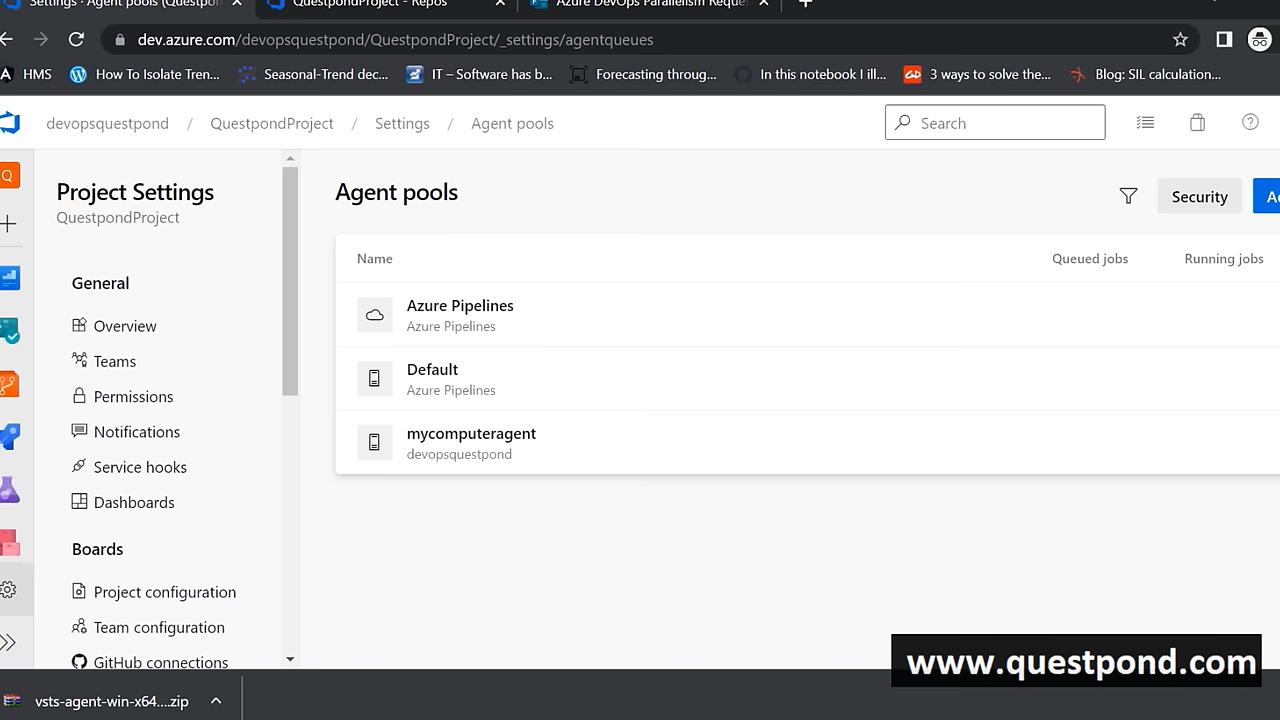 Settings · Agent pools (Questpon
QuestpondProject - Repos
Azure DevOps Parallelism Reque
dev.azure.com/devopsquestpond/QuestpondProject/_settings/agentqueues
HMS
How To Isolate Tren...
Seasonal-Trend dec...
IT – Software has b...
Forecasting throug...
In this notebook I ill...
3 ways to solve the...
Blog: SIL calculation...
devopsquestpond / QuestpondProject / Settings / Agent pools
Search
Q
Project Settings
QuestpondProject
General
Overview
Teams
Permissions
Notifications
Service hooks
Dashboards
Boards
Project configuration
Team configuration
GitHub connections
Agent pools
Security
Name
Queued jobs
Running jobs
Azure Pipelines
Azure Pipelines
Default
Azure Pipelines
mycomputeragent
devopsquestpond
www.questpond.com
vsts-agent-win-x64....zip